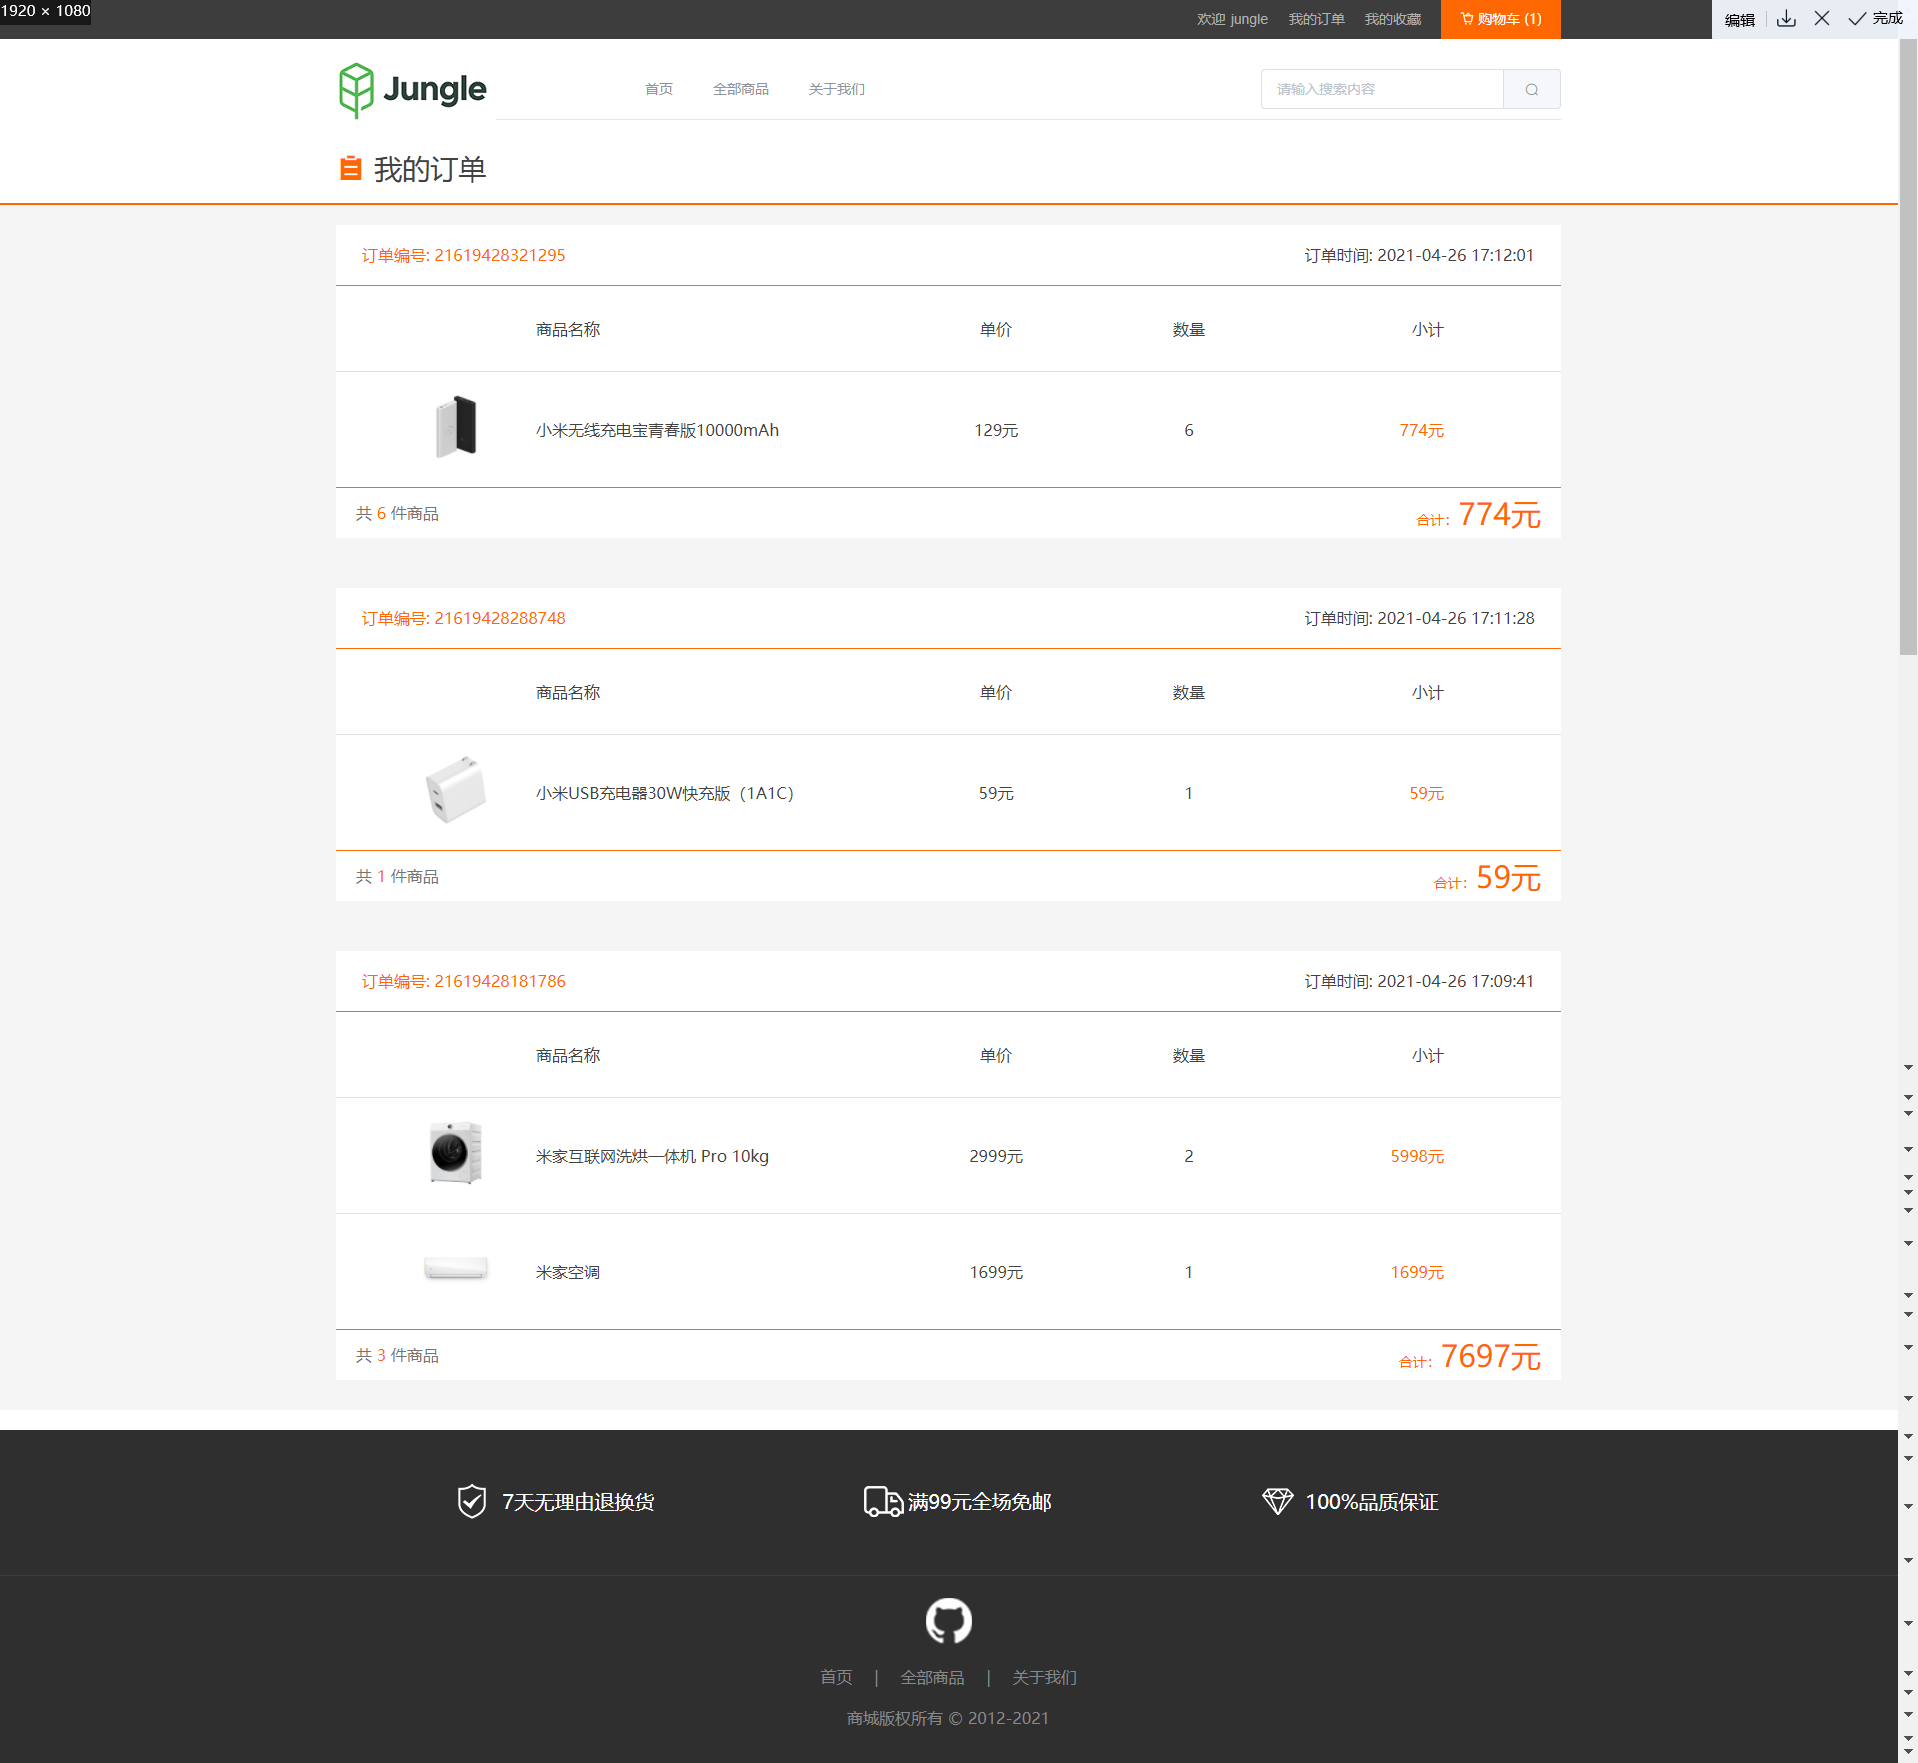 1920 × 1080
欢迎 jungle 我的订单 我的收藏 购物车 (1)
编辑 完成
Jungle 首页 全部商品 关于我们 请输入搜索内容
我的订单
订单编号: 21619428321295 订单时间: 2021-04-26 17:12:01
商品名称 单价 数量 小计
小米无线充电宝青春版10000mAh 129元 6 774元
共 6 件商品 合计: 774元
订单编号: 21619428288748 订单时间: 2021-04-26 17:11:28
商品名称 单价 数量 小计
小米USB充电器30W快充版（1A1C） 59元 1 59元
共 1 件商品 合计: 59元
订单编号: 21619428181786 订单时间: 2021-04-26 17:09:41
商品名称 单价 数量 小计
米家互联网洗烘一体机 Pro 10kg 2999元 2 5998元
米家空调 1699元 1 1699元
共 3 件商品 合计: 7697元
7天无理由退换货 满99元全场免邮 100%品质保证
首页 | 全部商品 | 关于我们
商城版权所有 © 2012-2021